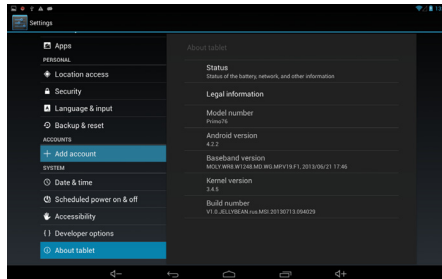 Settings
Apps
PERSONAL
Location access
Security
Language & input
Backup & reset
ACCOUNTS
Add account
SYSTEM
Date & time
Scheduled power on & off
Accessibility
Developer options
About tablet
About tablet
Status
Status of the battery, network, and other information
Legal information
Model number
Primo76
Android version
4.2.2
Baseband version
MOLY.WR8.W1248.MD.WG.MP.V19.F1, 2013/06/21 17:46
Kernel version
3.4.5
Build number
V1.0.JELLYBEAN.rus.MSI.20130713.094029